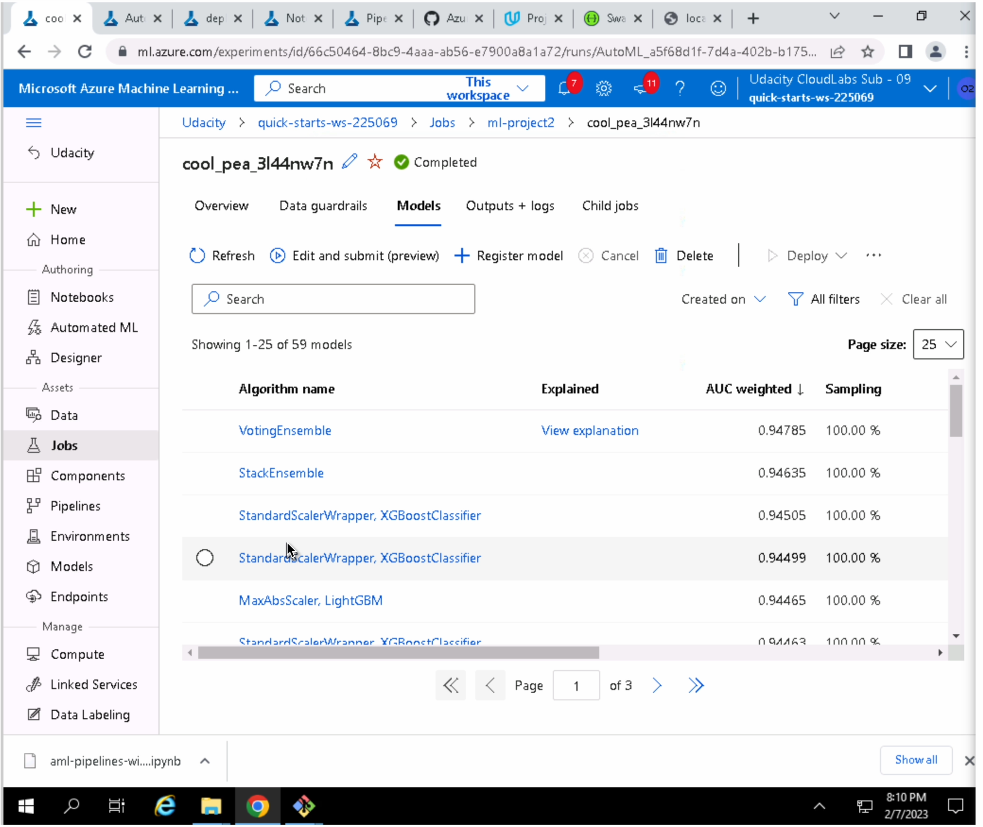 coo
Aut
dep
Not
Pipe
Azu
Proj
Swa
loca
ml.azure.com/experiments/id/66c50464-8bc9-4aaa-ab56-e7900a8a1a72/runs/AutoML_a5f68d1f-7d4a-402b-b175...
Microsoft Azure Machine Learning ...
Search
This workspace
7
11
Udacity CloudLabs Sub - 09
quick-starts-ws-225069
Udacity > quick-starts-ws-225069 > Jobs > ml-project2 > cool_pea_3l44nw7n
Udacity
New
Home
Authoring
Notebooks
Automated ML
Designer
Assets
Data
Jobs
Components
Pipelines
Environments
Models
Endpoints
Manage
Compute
Linked Services
Data Labeling
cool_pea_3l44nw7n Completed
Overview Data guardrails Models Outputs + logs Child jobs
Refresh Edit and submit (preview) Register model Cancel Delete Deploy ...
Search Created on All filters Clear all
Showing 1-25 of 59 models Page size: 25
Algorithm name Explained AUC weighted ↓ Sampling
VotingEnsemble View explanation 0.94785 100.00 %
StackEnsemble 0.94635 100.00 %
StandardScalerWrapper, XGBoostClassifier 0.94505 100.00 %
StandardScalerWrapper, XGBoostClassifier 0.94499 100.00 %
MaxAbsScaler, LightGBM 0.94465 100.00 %
StandardScalerWrapper, XGBoostClassifier 0.94463 100.00 %
Page 1 of 3
aml-pipelines-wi....ipynb
Show all
8:10 PM
2/7/2023